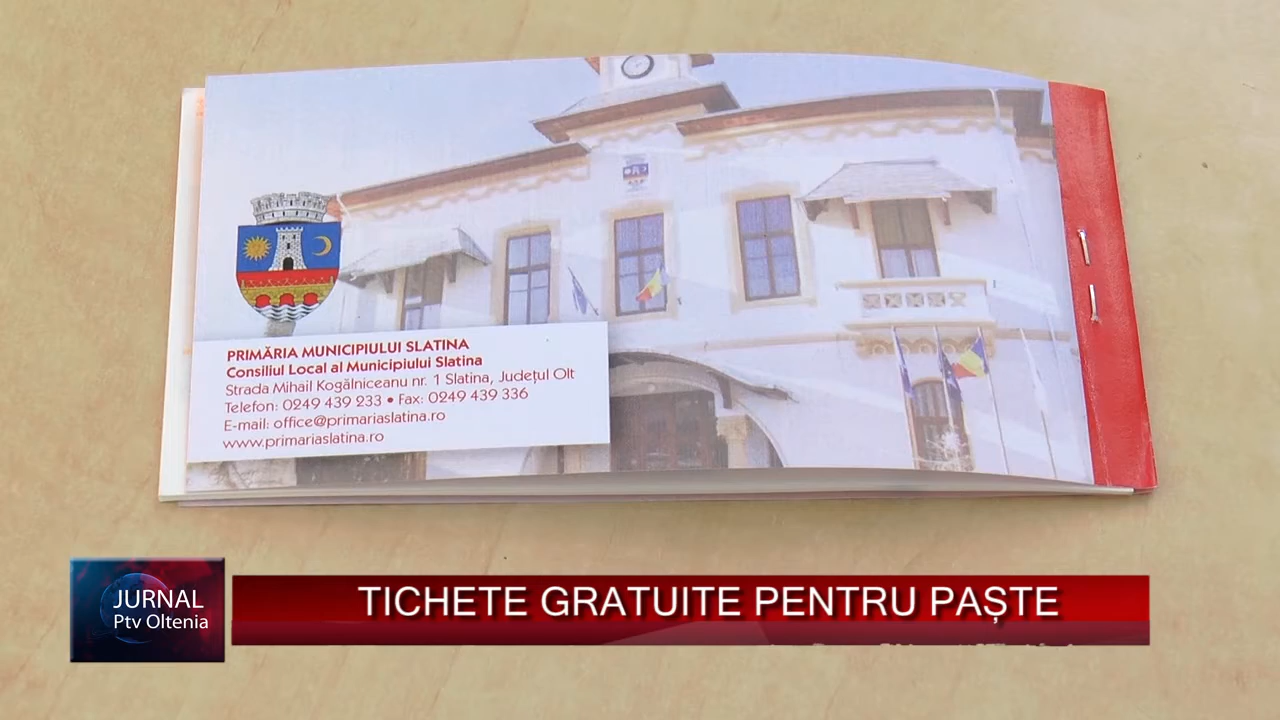 PRIMĂRIA MUNICIPIULUI SLATINA
Consiliul Local al Municipiului Slatina
Strada Mihail Kogălniceanu nr. 1 Slatina, Județul Olt
Telefon: 0249 439 233 • Fax: 0249 439 336
E-mail: office@primariaslatina.ro
www.primariaslatina.ro
JURNAL
Ptv Oltenia
TICHETE GRATUITE PENTRU PAȘTE